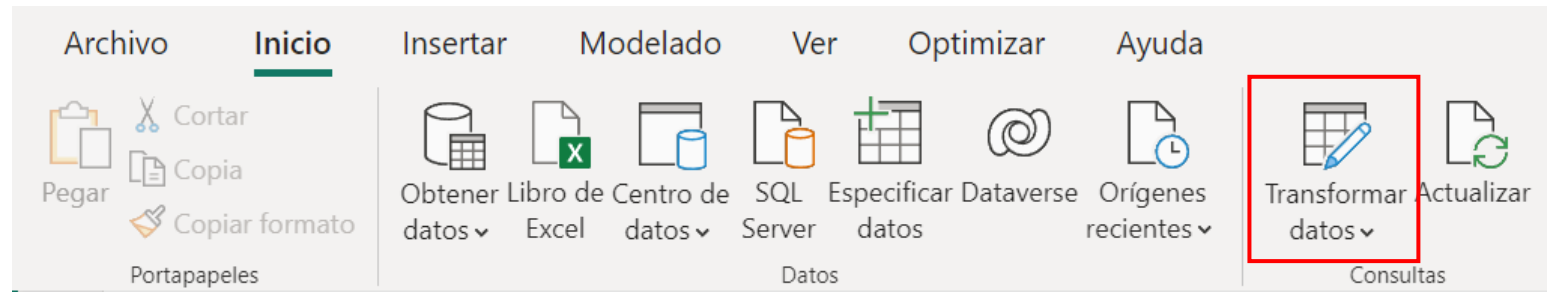 Archivo Inicio Insertar Modelado Ver Optimizar Ayuda
Pegar
Cortar
Copia
Copiar formato
Portapapeles
Obtener
datos
Libro de
Excel
Centro de
datos
SQL
Server
Especificar
datos
Dataverse
Orígenes
recientes
Datos
Transformar
datos
Actualizar
Consultas
X